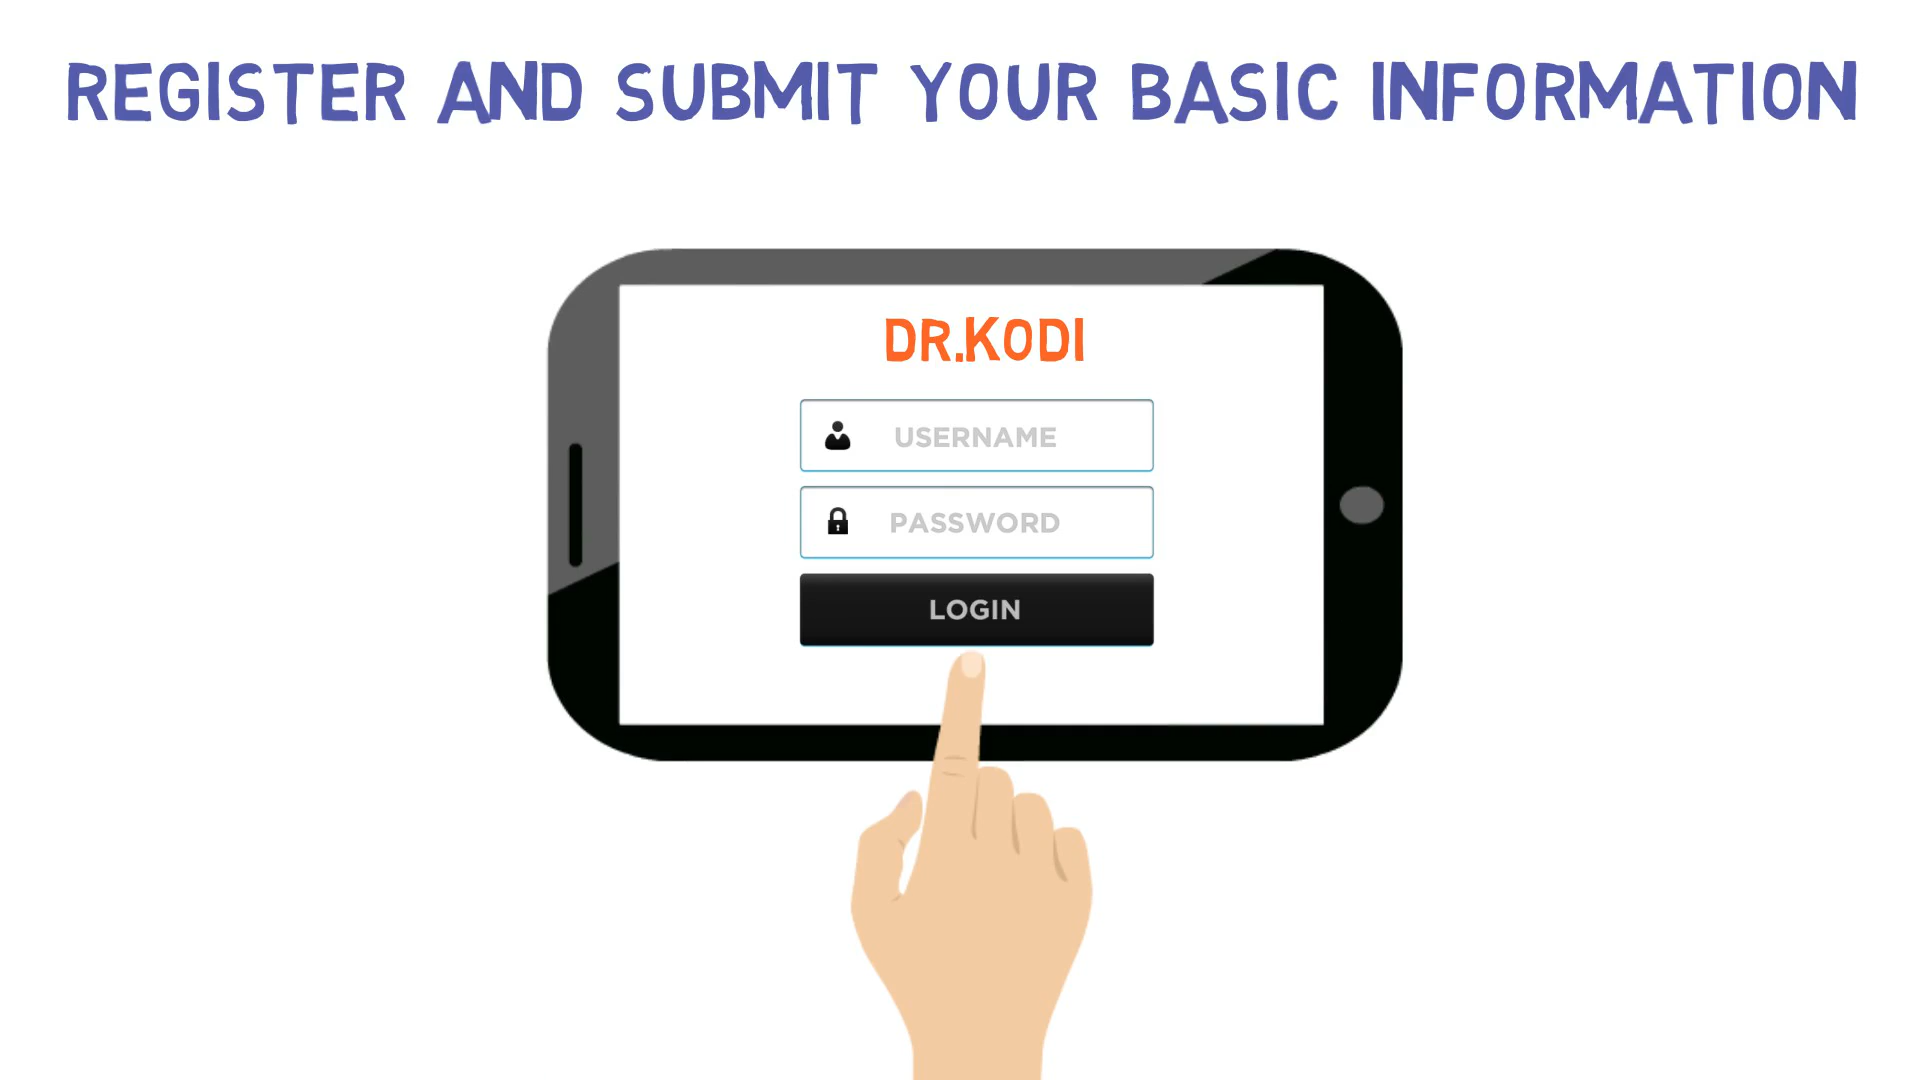 REGISTER AND SUBMIT YOUR BASIC INFORMATION
DR.KODI
USERNAME
PASSWORD
LOGIN